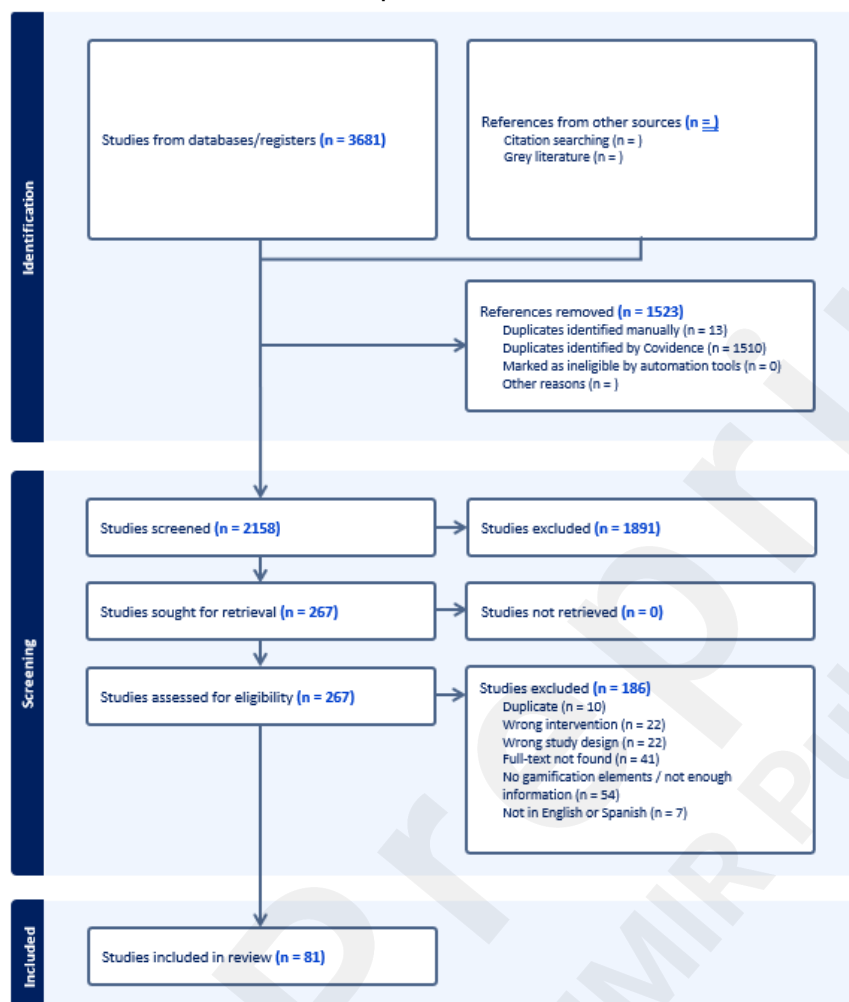 Identification
Studies from databases/registers (n = 3681)
References from other sources (n = )
Citation searching (n = )
Grey literature (n = )
References removed (n = 1523)
Duplicates identified manually (n = 13)
Duplicates identified by Covidence (n = 1510)
Marked as ineligible by automation tools (n = 0)
Other reasons (n = )
Screening
Studies screened (n = 2158)
Studies excluded (n = 1891)
Studies sought for retrieval (n = 267)
Studies not retrieved (n = 0)
Studies assessed for eligibility (n = 267)
Studies excluded (n = 186)
Duplicate (n = 10)
Wrong intervention (n = 22)
Wrong study design (n = 22)
Full-text not found (n = 41)
No gamification elements / not enough
information (n = 54)
Not in English or Spanish (n = 7)
Included
Studies included in review (n = 81)